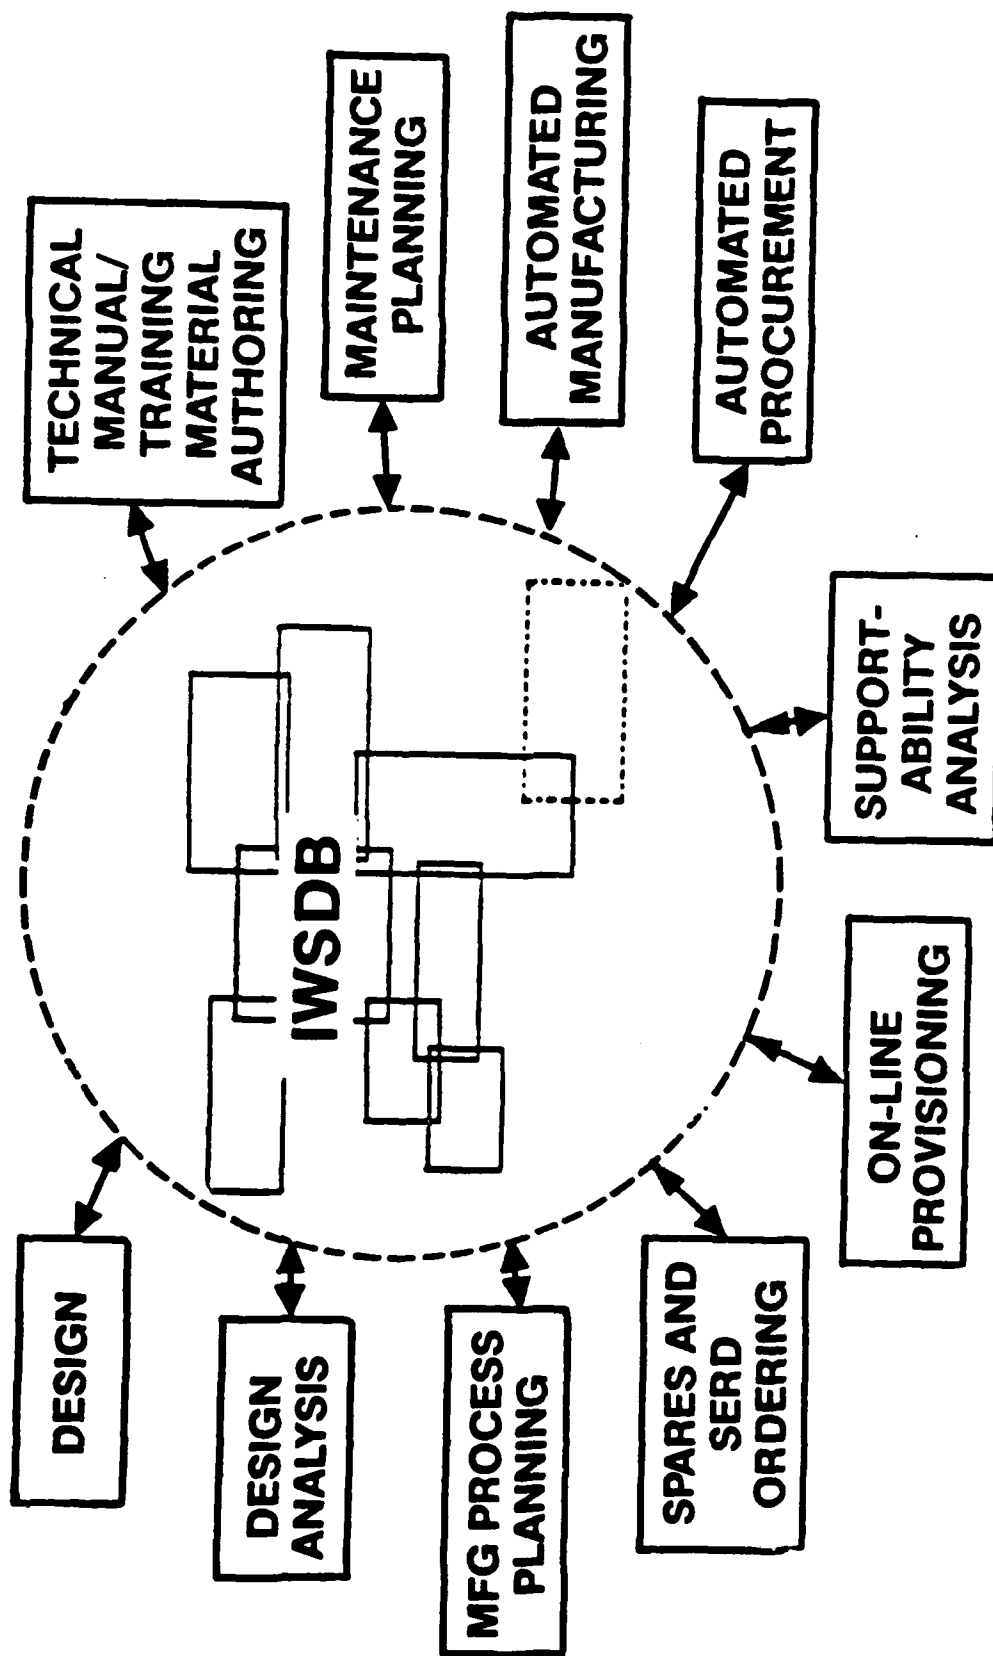 DESIGN
DESIGN
ANALYSIS
MFG PROCESS
PLANNING
SPARES AND
SERD
ORDERING
ON-LINE
PROVISIONING
SUPPORT-
ABILITY
ANALYSIS
AUTOMATED
PROCUREMENT
AUTOMATED
MANUFACTURING
MAINTENANCE
PLANNING
TECHNICAL
MANUAL/
TRAINING
MATERIAL
AUTHORING
IWSDB